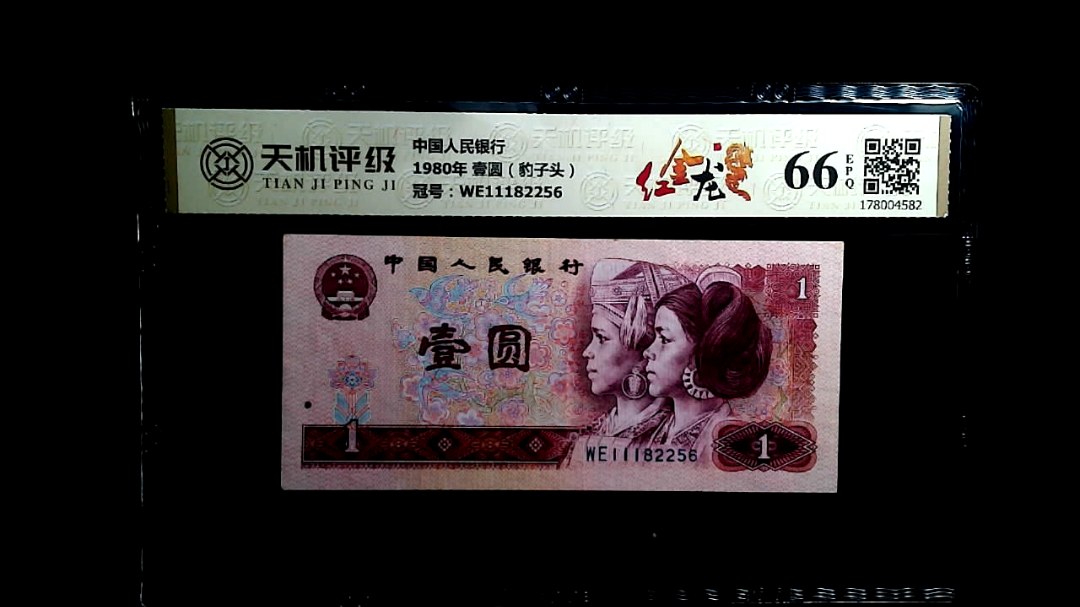 天机评级
TIAN JI PING JI
中国人民银行
1980年 壹圆（豹子头）
冠号：WE11182256
红金龙
66
EPQ
178004582
中国人民银行
1
壹圆
1
WE11182256
1